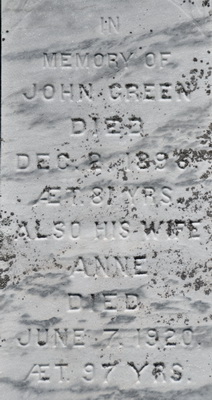 IN
MEMORY OF
JOHN GREEN
DIED
DEC. 2, 1896.
ÆT. 81 YRS.
ALSO HIS WIFE
ANNE
DIED
JUNE 7, 1920.
ÆT. 97 YRS.